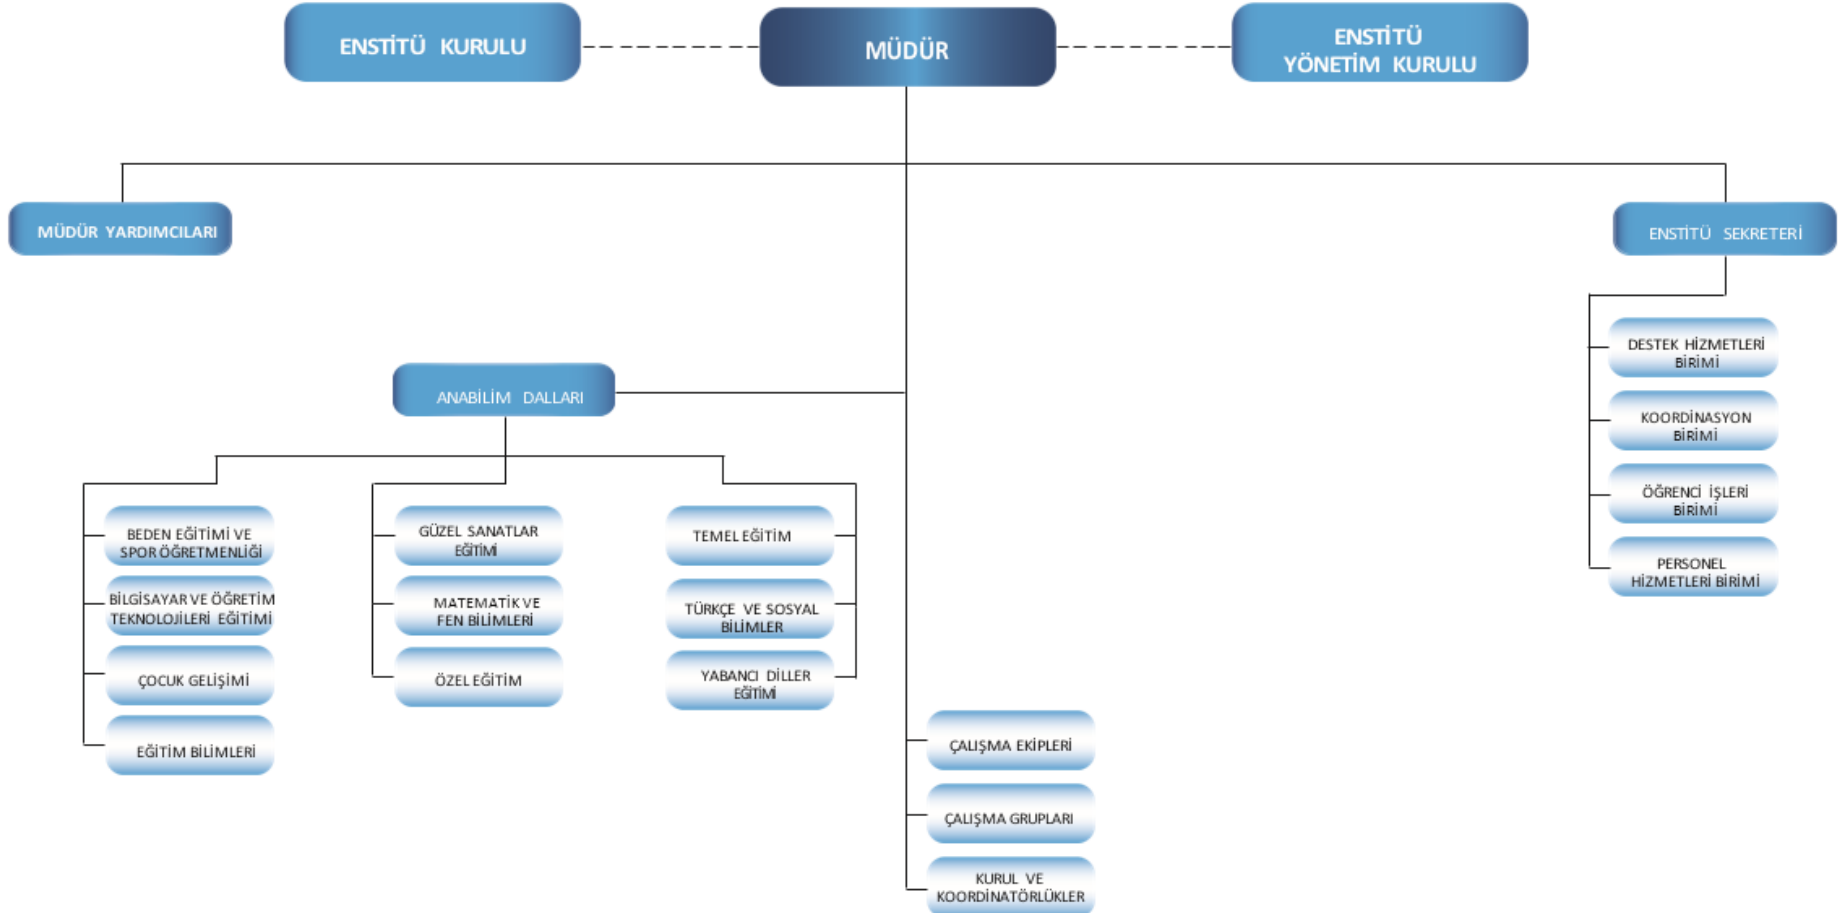 ENSTİTÜ KURULU
MÜDÜR
ENSTİTÜ
YÖNETİM KURULU
MÜDÜR YARDIMCILARI
ENSTİTÜ SEKRETERİ
DESTEK HİZMETLERİ
BİRİMİ
KOORDİNASYON
BİRİMİ
ÖĞRENCİ İŞLERİ
BİRİMİ
PERSONEL
HİZMETLERİ BİRİMİ
ANABİLİM DALLARI
BEDEN EĞİTİMİ VE
SPOR ÖĞRETMENLİĞİ
BİLGİSAYAR VE ÖĞRETİM
TEKNOLOJİLERİ EĞİTİMİ
ÇOCUK GELİŞİMİ
EĞİTİM BİLİMLERİ
GÜZEL SANATLAR
EĞİTİMİ
MATEMATİK VE
FEN BİLİMLERİ
ÖZEL EĞİTİM
TEMEL EĞİTİM
TÜRKÇE VE SOSYAL
BİLİMLER
YABANCI DİLLER
EĞİTİMİ
ÇALIŞMA EKİPLERİ
ÇALIŞMA GRUPLARI
KURUL VE
KOORDİNATÖRLÜKLER